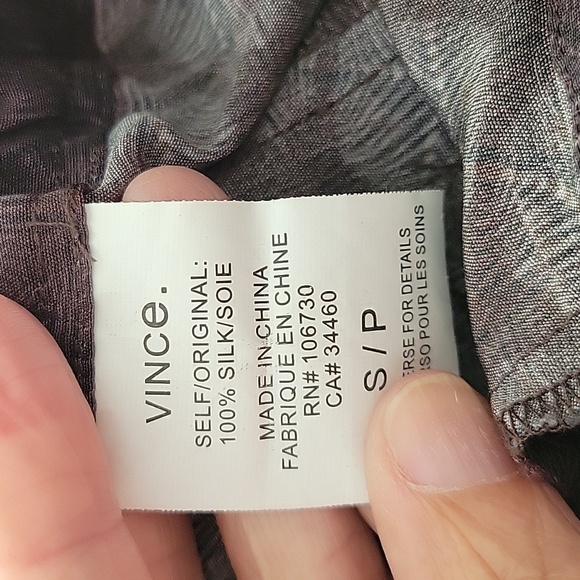 VINCE.
SELF/ORIGINAL:
100% SILK/SOIE
MADE IN CHINA
FABRIQUE EN CHINE
RN# 106730
CA# 34460
S / P
FOR DETAILS
POUR LES SOINS